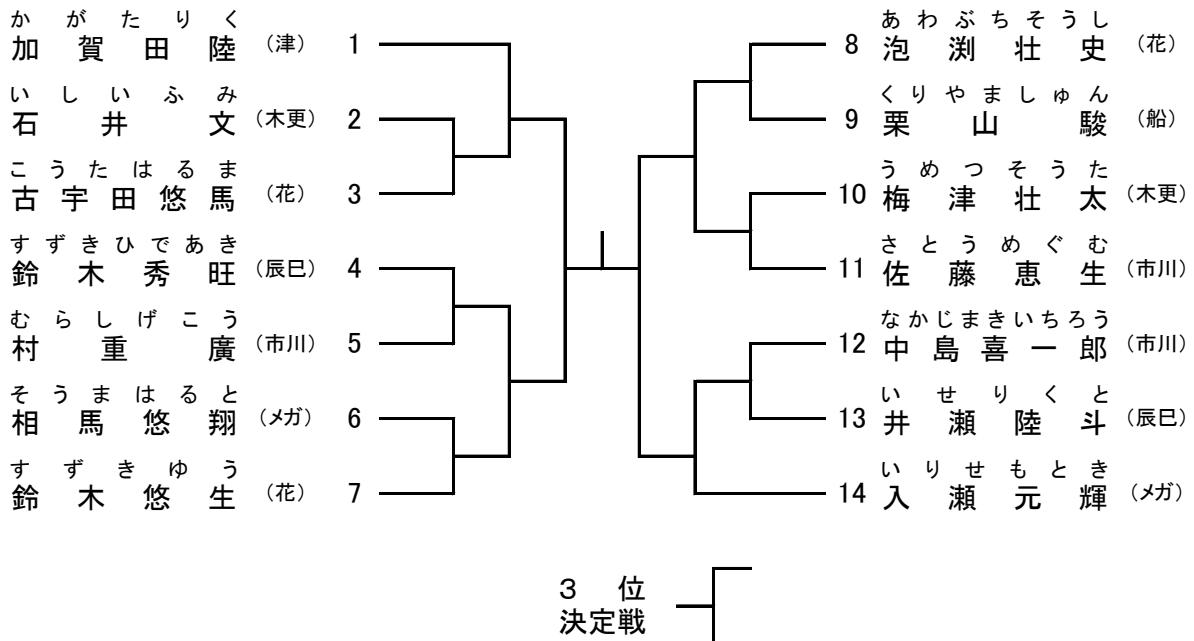 かがたりく
加賀田陸 (津) 1
いしいふみ
石井文 (木更) 2
こうたはるま
古宇田悠馬 (花) 3
すずきひであき
鈴木秀旺 (辰巳) 4
むらしげこう
村重廣 (市川) 5
そうまはると
相馬悠翔 (メガ) 6
すずきゆう
鈴木悠生 (花) 7
あわぶちそうし
8 泡渕壮史 (花)
くりやましゅん
9 栗山駿 (船)
うめつそうた
10 梅津壮太 (木更)
さとうめぐむ
11 佐藤恵生 (市川)
なかじまきいちろう
12 中島喜一郎 (市川)
いせりくと
13 井瀬陸斗 (辰巳)
いりせもとき
14 入瀬元輝 (メガ)
3位
決定戦